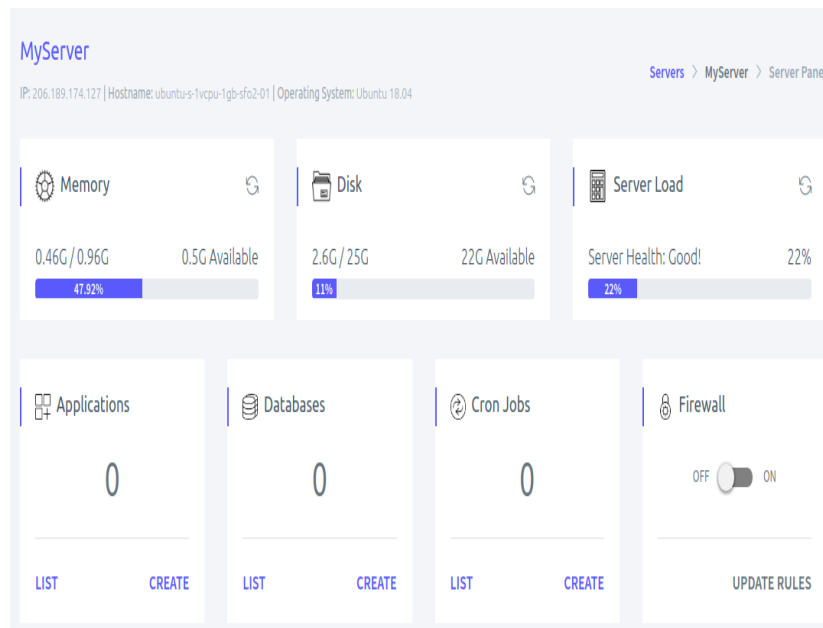 MyServer
Servers > MyServer > Server Pane
IP: 206.189.174.127 | Hostname: ubuntu-s-1vcpu-1gb-sfo2-01 | Operating System: Ubuntu 18.04
Memory
Disk
Server Load
0.46G / 0.96G 0.5G Available
2.6G / 25G 22G Available
Server Health: Good! 22%
47.92%
11%
22%
Applications
Databases
Cron Jobs
Firewall
0
0
0
OFF ON
LIST CREATE
LIST CREATE
LIST CREATE
UPDATE RULES